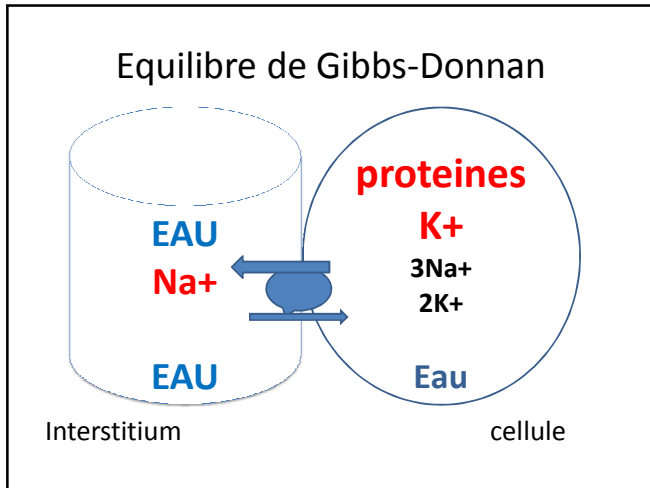 Equilibre de Gibbs-Donnan
EAU
Na+
EAU
Interstitium
proteines
K+
3Na+
2K+
Eau
cellule